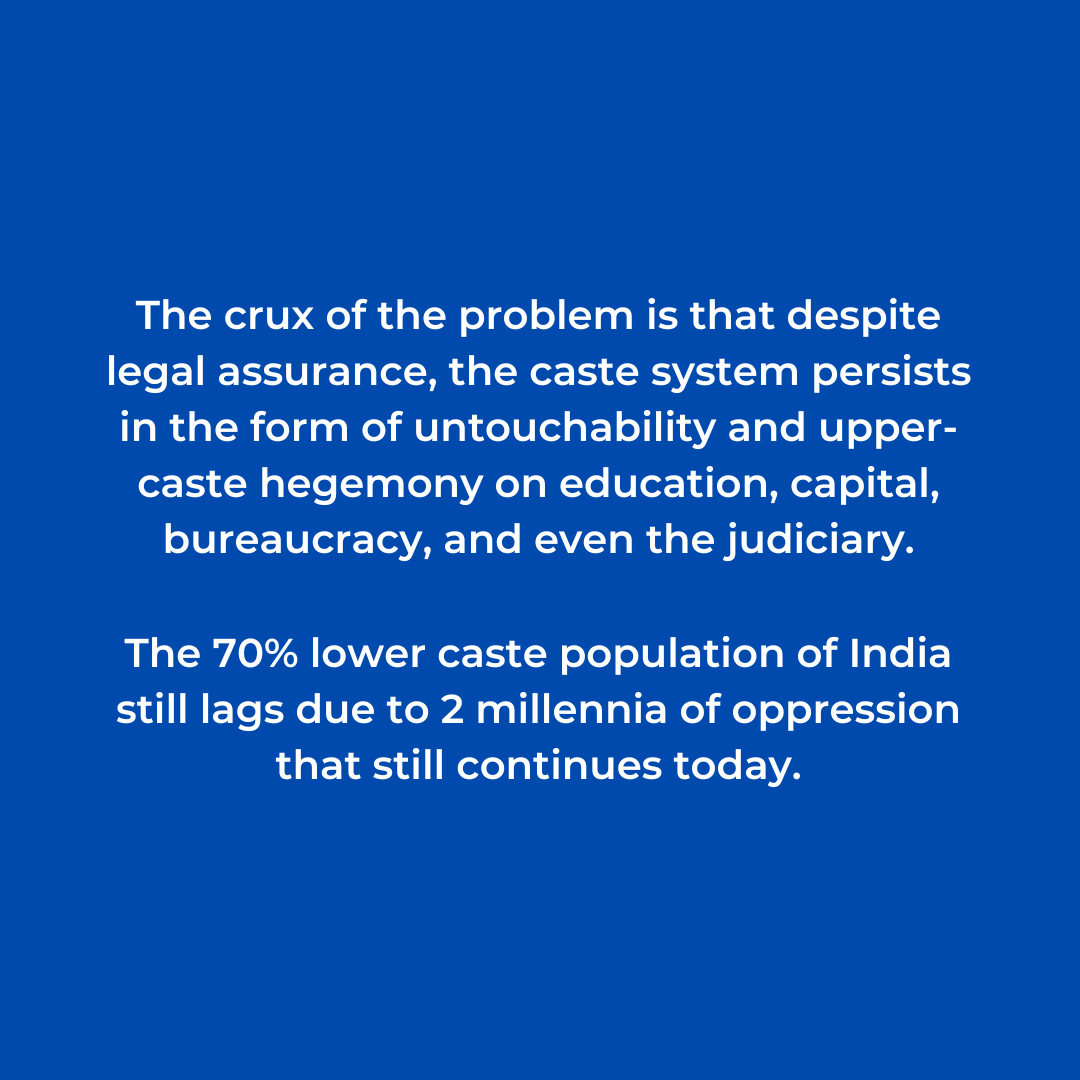 The crux of the problem is that despite
legal assurance, the caste system persists
in the form of untouchability and upper-
caste hegemony on education, capital,
bureaucracy, and even the judiciary.
The 70% lower caste population of India
still lags due to 2 millennia of oppression
that still continues today.